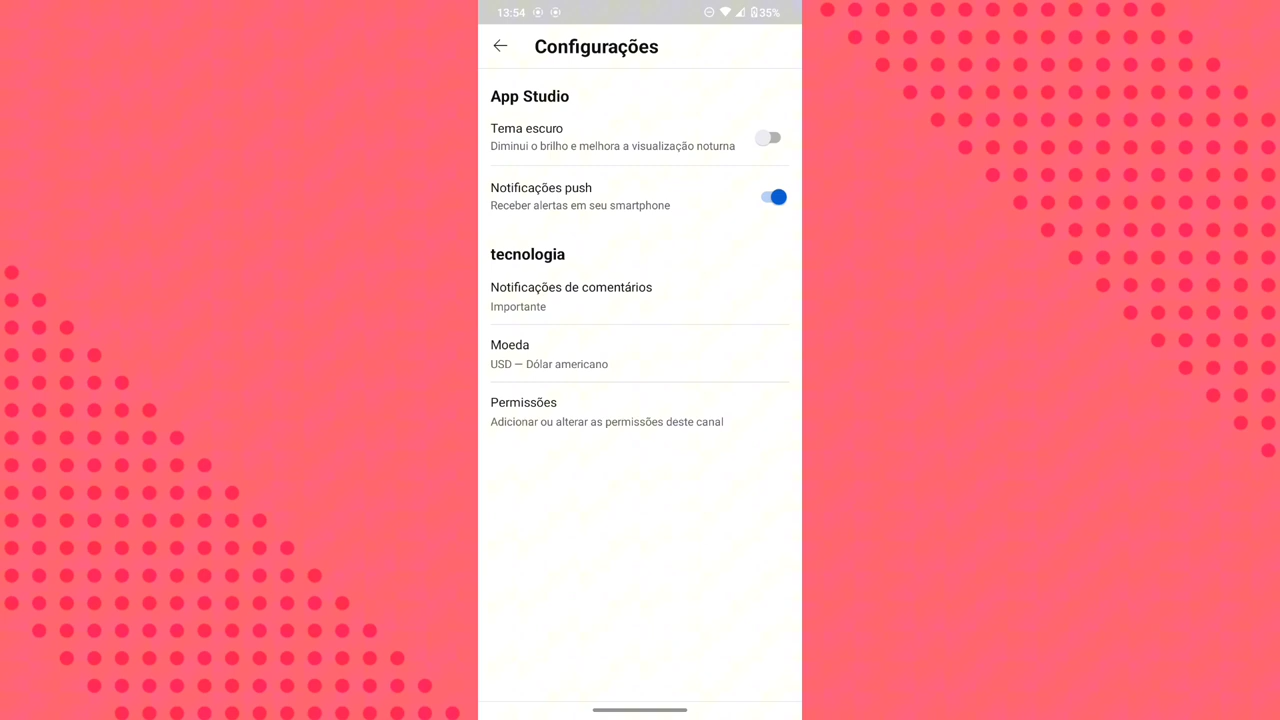 13:54
35%
Configurações
App Studio
Tema escuro
Diminui o brilho e melhora a visualização noturna
Notificações push
Receber alertas em seu smartphone
tecnologia
Notificações de comentários
Importante
Moeda
USD — Dólar americano
Permissões
Adicionar ou alterar as permissões deste canal